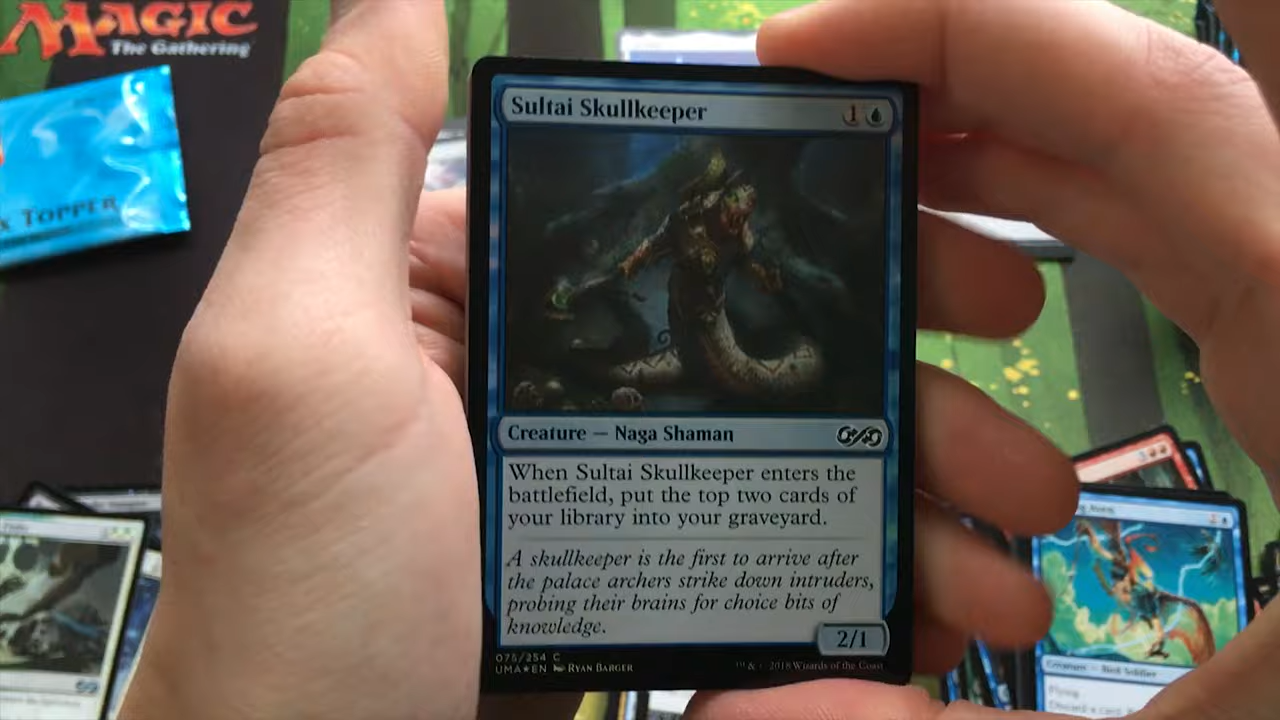 MAGIC
The Gathering
TOPPER
Sultai Skullkeeper
1
Creature — Naga Shaman
When Sultai Skullkeeper enters the
battlefield, put the top two cards of
your library into your graveyard.
A skullkeeper is the first to arrive after
the palace archers strike down intruders,
probing their brains for choice bits of
knowledge.
2/1
075/254 C
UMA★EN Ryan Barger
™ & © 2018 Wizards of the Coast
Creature — Bird Soldier
Flying
Discard a card.